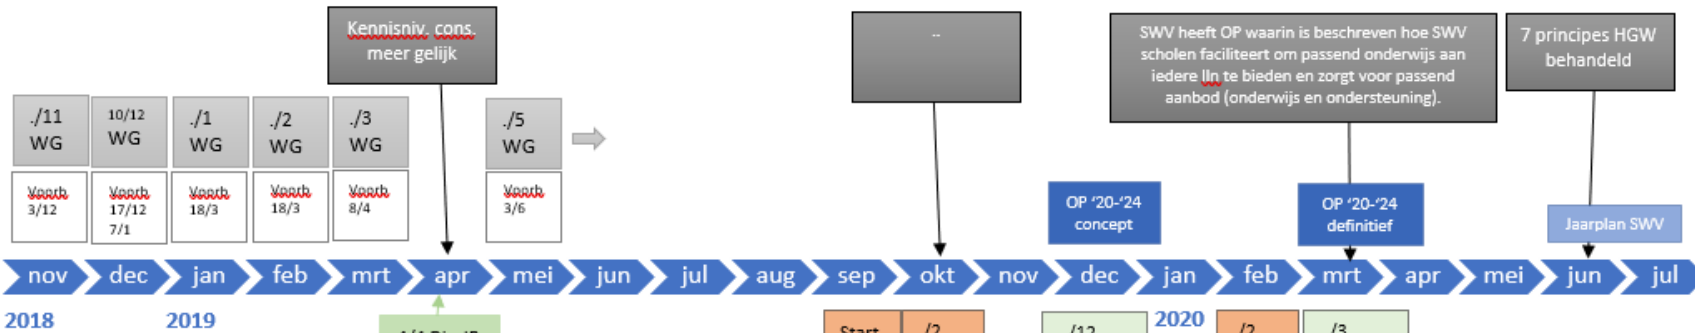 Kennisniv. cons.
meer gelijk
--
SWV heeft OP waarin is beschreven hoe SWV
scholen faciliteert om passend onderwijs aan
iedere lln te bieden en zorgt voor passend
aanbod (onderwijs en ondersteuning).
7 principes HGW
behandeld
./11
WG
10/12
WG
./1
WG
./2
WG
./3
WG
./5
WG
Voorb
3/12
Voorb
17/12
7/1
Voorb
18/3
Voorb
18/3
Voorb
8/4
Voorb
3/6
OP '20-'24
concept
OP '20-'24
definitief
Jaarplan SWV
nov dec jan feb mrt apr mei jun jul aug sep okt nov dec jan feb mrt apr mei jun jul
2018 2019 2020
Start